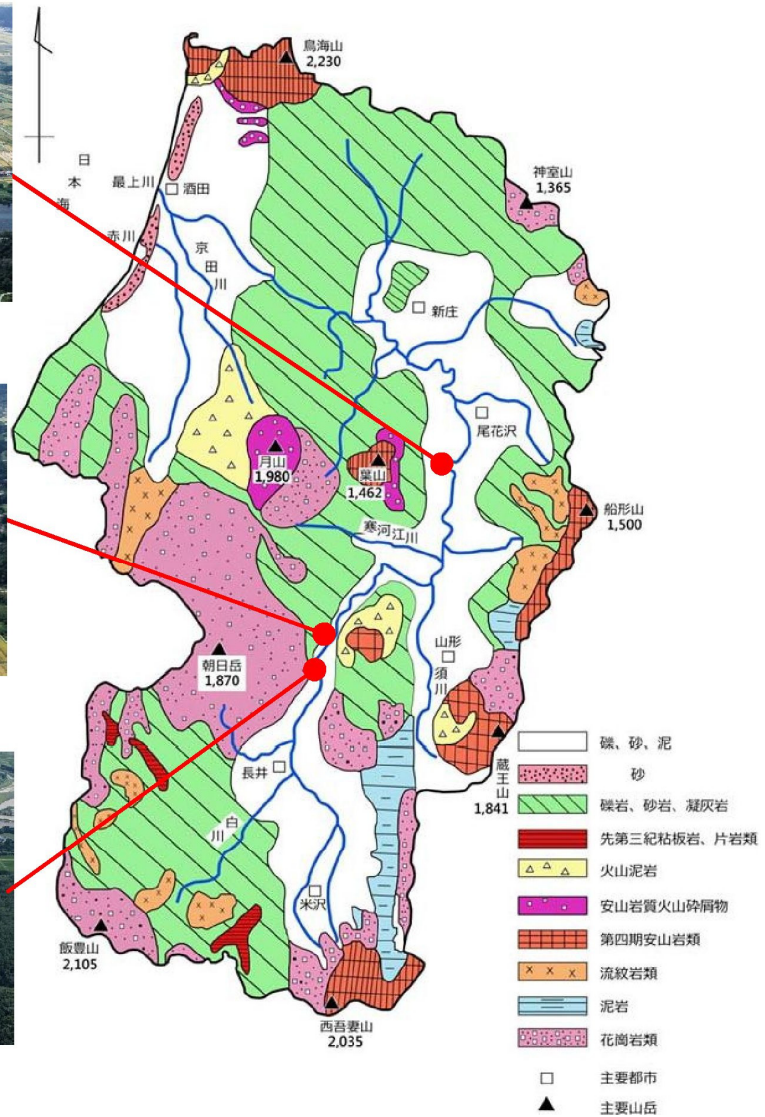 鳥海山
2,230
神室山
1,365
日本海
最上川
酒田
赤川
京田川
新庄
尾花沢
月山
1,980
葉山
1,462
船形山
1,500
寒河江川
山形
須川
朝日岳
1,870
長井
蔵王山
1,841
白川
米沢
飯豊山
2,105
西吾妻山
2,035
礫、砂、泥
砂
礫岩、砂岩、凝灰岩
先第三紀粘板岩、片岩類
火山泥岩
安山岩質火山砕屑物
第四期安山岩類
流紋岩類
泥岩
花崗岩類
主要都市
主要山岳